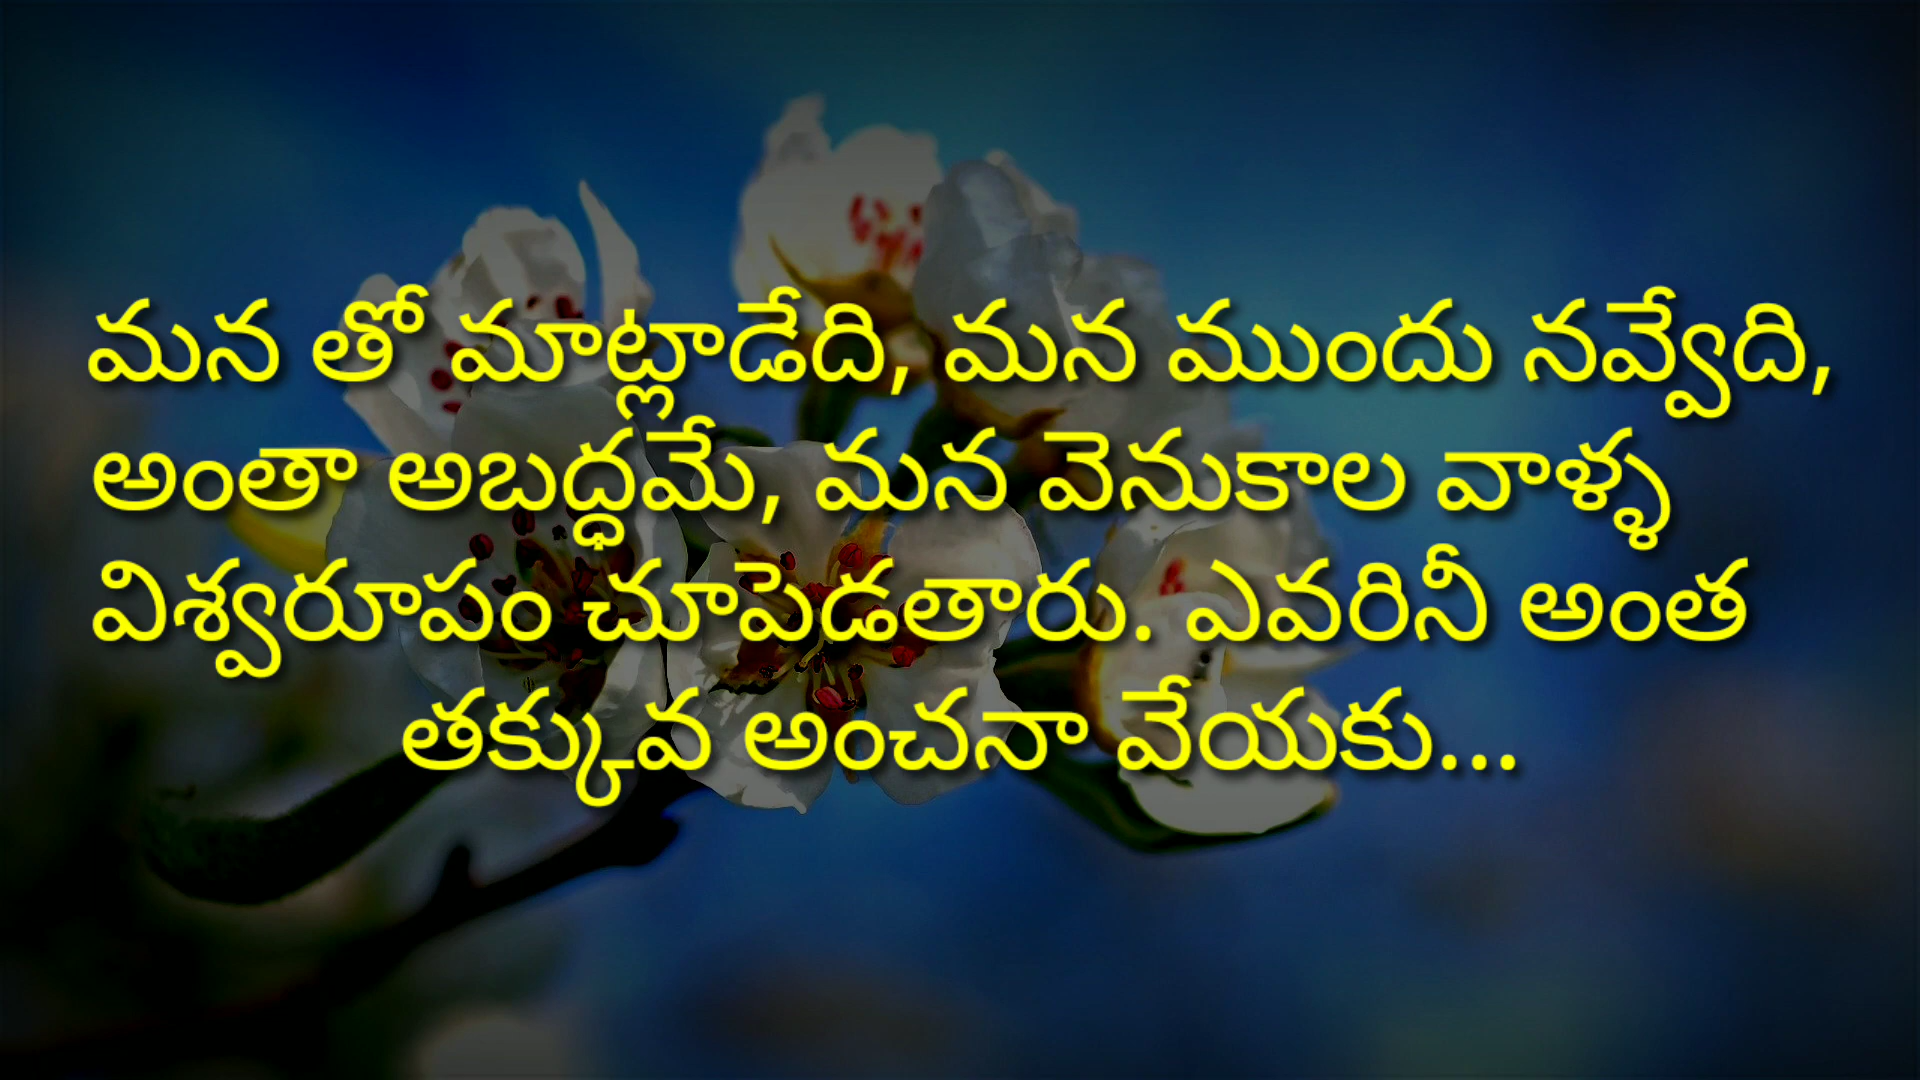 మన తో మాట్లాడేది, మన ముందు నవ్వేది,
అంతా అబద్ధమే, మన వెనుకాల వాళ్ళ
విశ్వరూపం చూపెడతారు. ఎవరినీ అంత
తక్కువ అంచనా వేయకు...